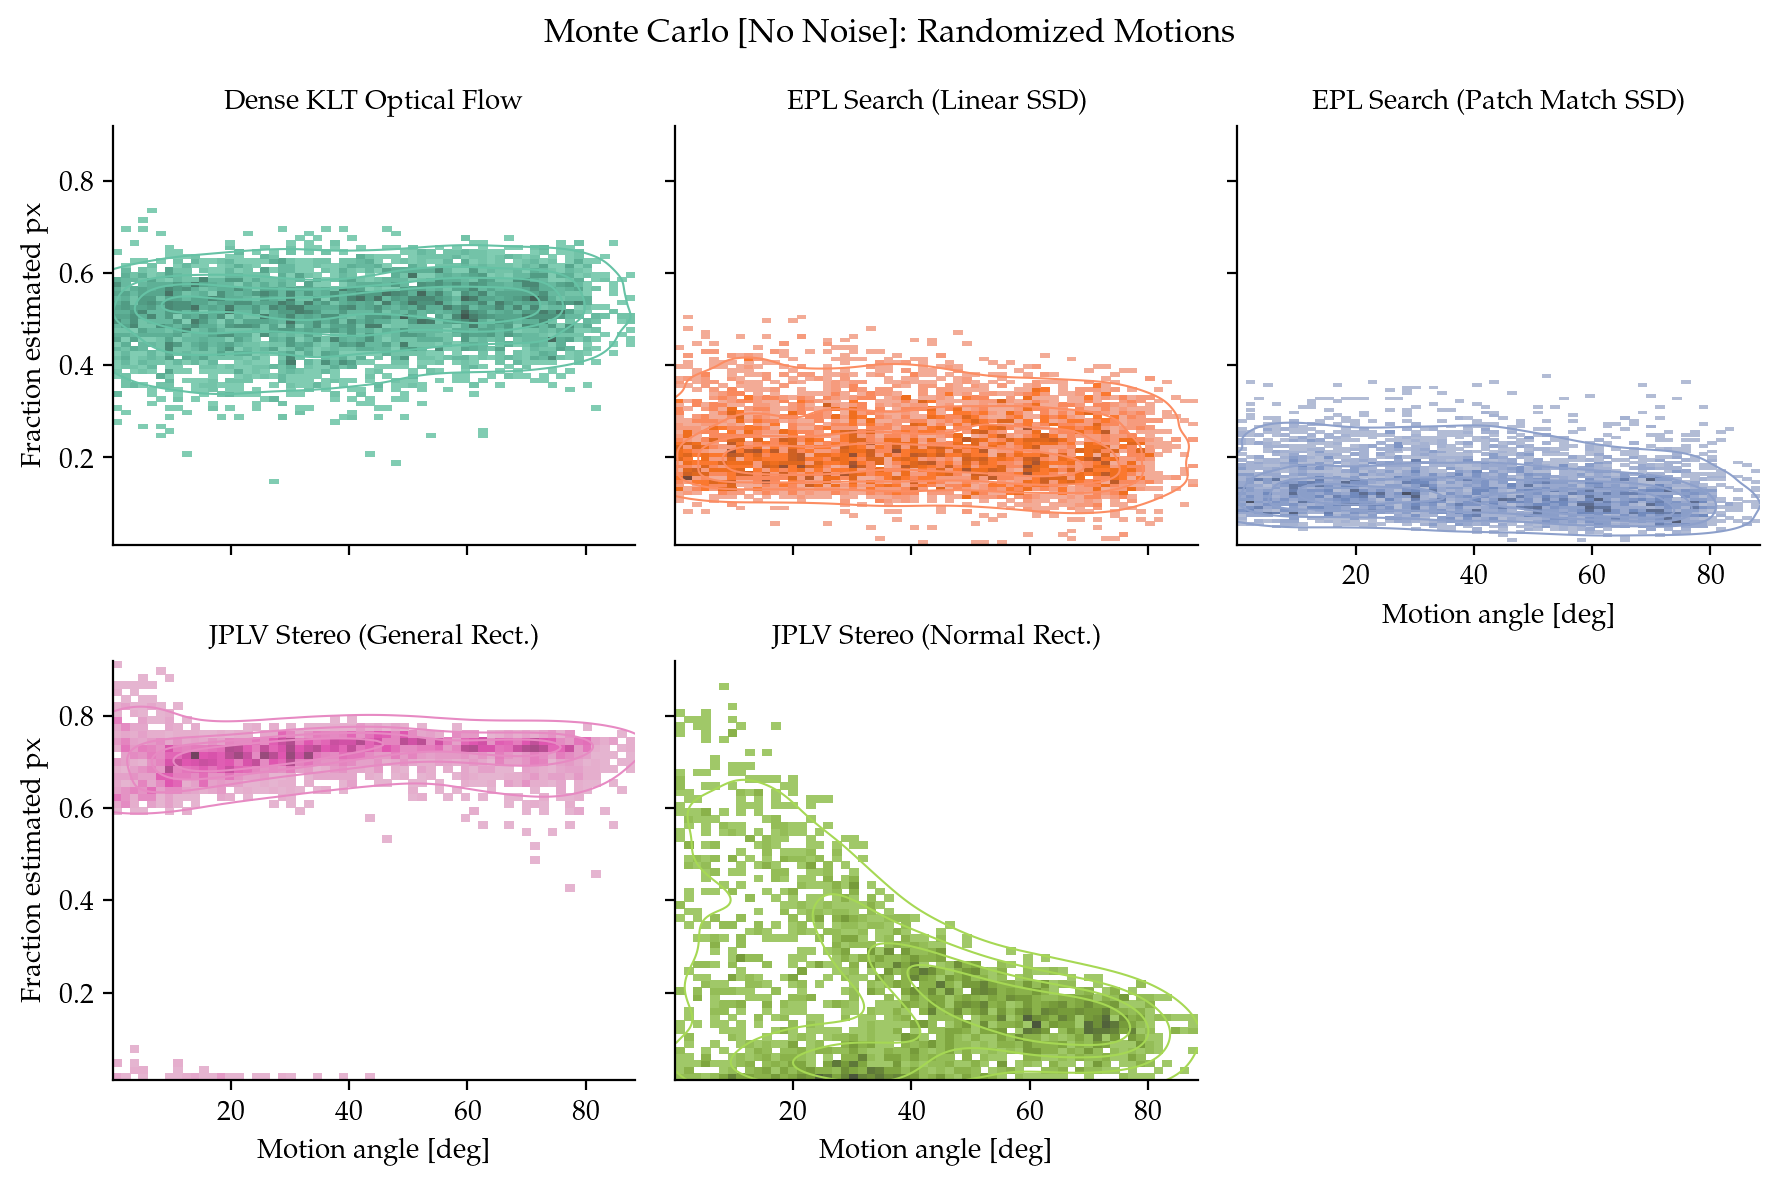 Monte Carlo [No Noise]: Randomized Motions
Dense KLT Optical Flow
EPL Search (Linear SSD)
EPL Search (Patch Match SSD)
Fraction estimated px
0.8
0.6
0.4
0.2
20 40 60 80
Motion angle [deg]
JPLV Stereo (General Rect.)
JPLV Stereo (Normal Rect.)
Fraction estimated px
0.8
0.6
0.4
0.2
20 40 60 80
Motion angle [deg]
20 40 60 80
Motion angle [deg]